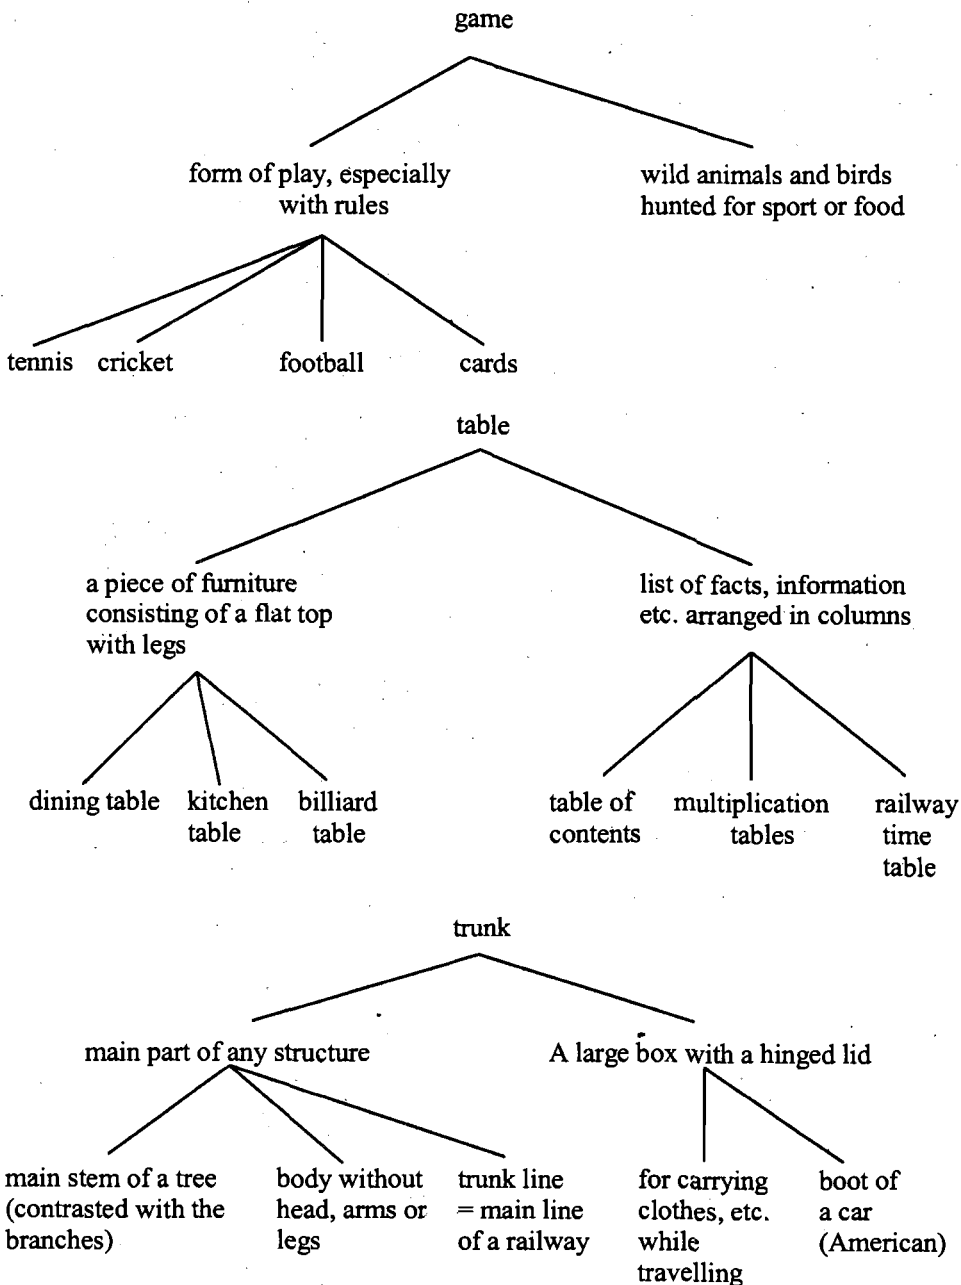 game
form of play, especially
with rules
wild animals and birds
hunted for sport or food
tennis
cricket
football
cards
table
a piece of furniture
consisting of a flat top
with legs
list of facts, information
etc. arranged in columns
dining table
kitchen
table
billiard
table
table of
contents
multiplication
tables
railway
time
table
trunk
main part of any structure
A large box with a hinged lid
main stem of a tree
(contrasted with the
branches)
body without
head, arms or
legs
trunk line
= main line
of a railway
for carrying
clothes, etc.
while
travelling
boot of
a car
(American)